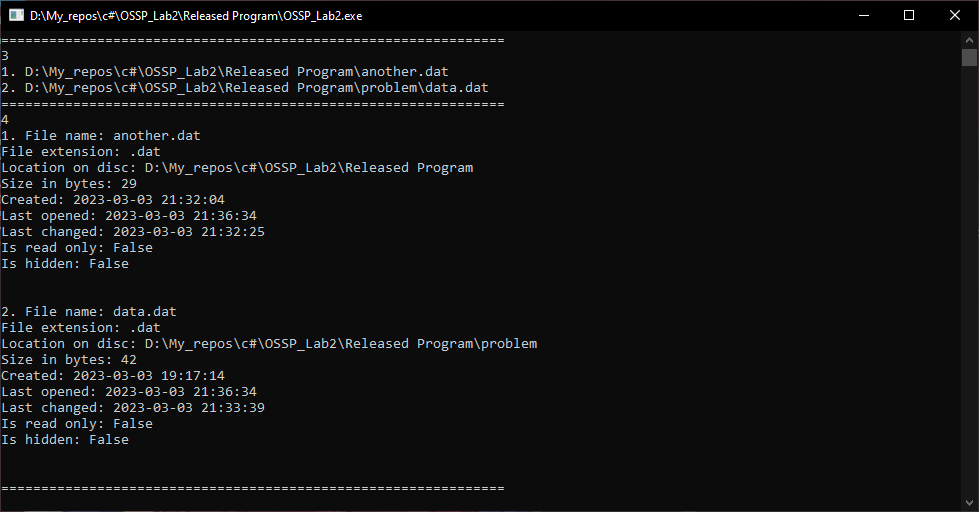 D:\My_repos\c#\OSSP_Lab2\Released Program\OSSP_Lab2.exe
===============================================================
3
1. D:\My_repos\c#\OSSP_Lab2\Released Program\another.dat
2. D:\My_repos\c#\OSSP_Lab2\Released Program\problem\data.dat
===============================================================
4
1. File name: another.dat
File extension: .dat
Location on disc: D:\My_repos\c#\OSSP_Lab2\Released Program
Size in bytes: 29
Created: 2023-03-03 21:32:04
Last opened: 2023-03-03 21:36:34
Last changed: 2023-03-03 21:32:25
Is read only: False
Is hidden: False
2. File name: data.dat
File extension: .dat
Location on disc: D:\My_repos\c#\OSSP_Lab2\Released Program\problem
Size in bytes: 42
Created: 2023-03-03 19:17:14
Last opened: 2023-03-03 21:36:34
Last changed: 2023-03-03 21:33:39
Is read only: False
Is hidden: False
===============================================================